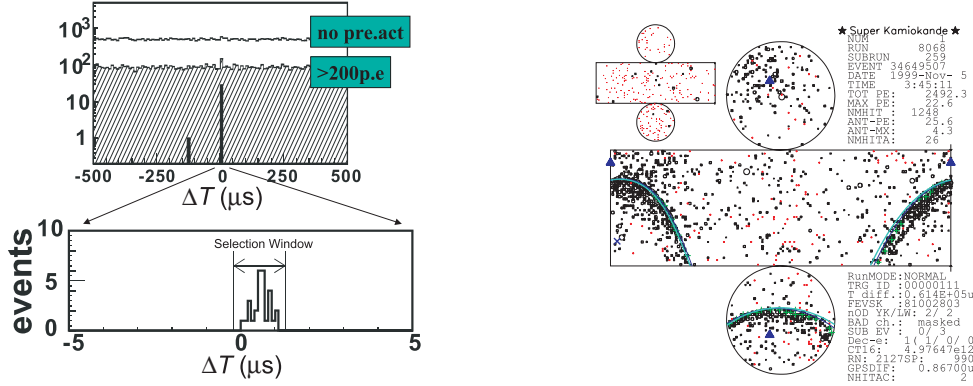 10³
no pre.act
10²
>200p.e
10
1
-500 -250 0 250 500
ΔT (μs)
10
Selection Window
events
5
0
-5 0 5
ΔT (μs)
★ Super Kamiokande ★
NUM 1
RUN 8068
SUBRUN 259
EVENT 34649507
DATE 1999-Nov- 5
TIME 3:45:11
TOT PE: 2492.3
MAX PE: 22.6
NMHIT : 1248
ANT-PE: 25.6
ANT-MX: 4.3
NMHITA: 26
RunMODE:NORMAL
TRG ID :00000111
T diff.:0.614E+05u
FEVSK :81002803
nOD YK/LW: 2/ 2
BAD ch.: masked
SUB EV : 0/ 3
Dec-e: 1( 1/ 0/ 0
CT16: 4.97647e12
RN: 2127SP: 990
GPSDIF: 0.86700u
NHITAC: 2